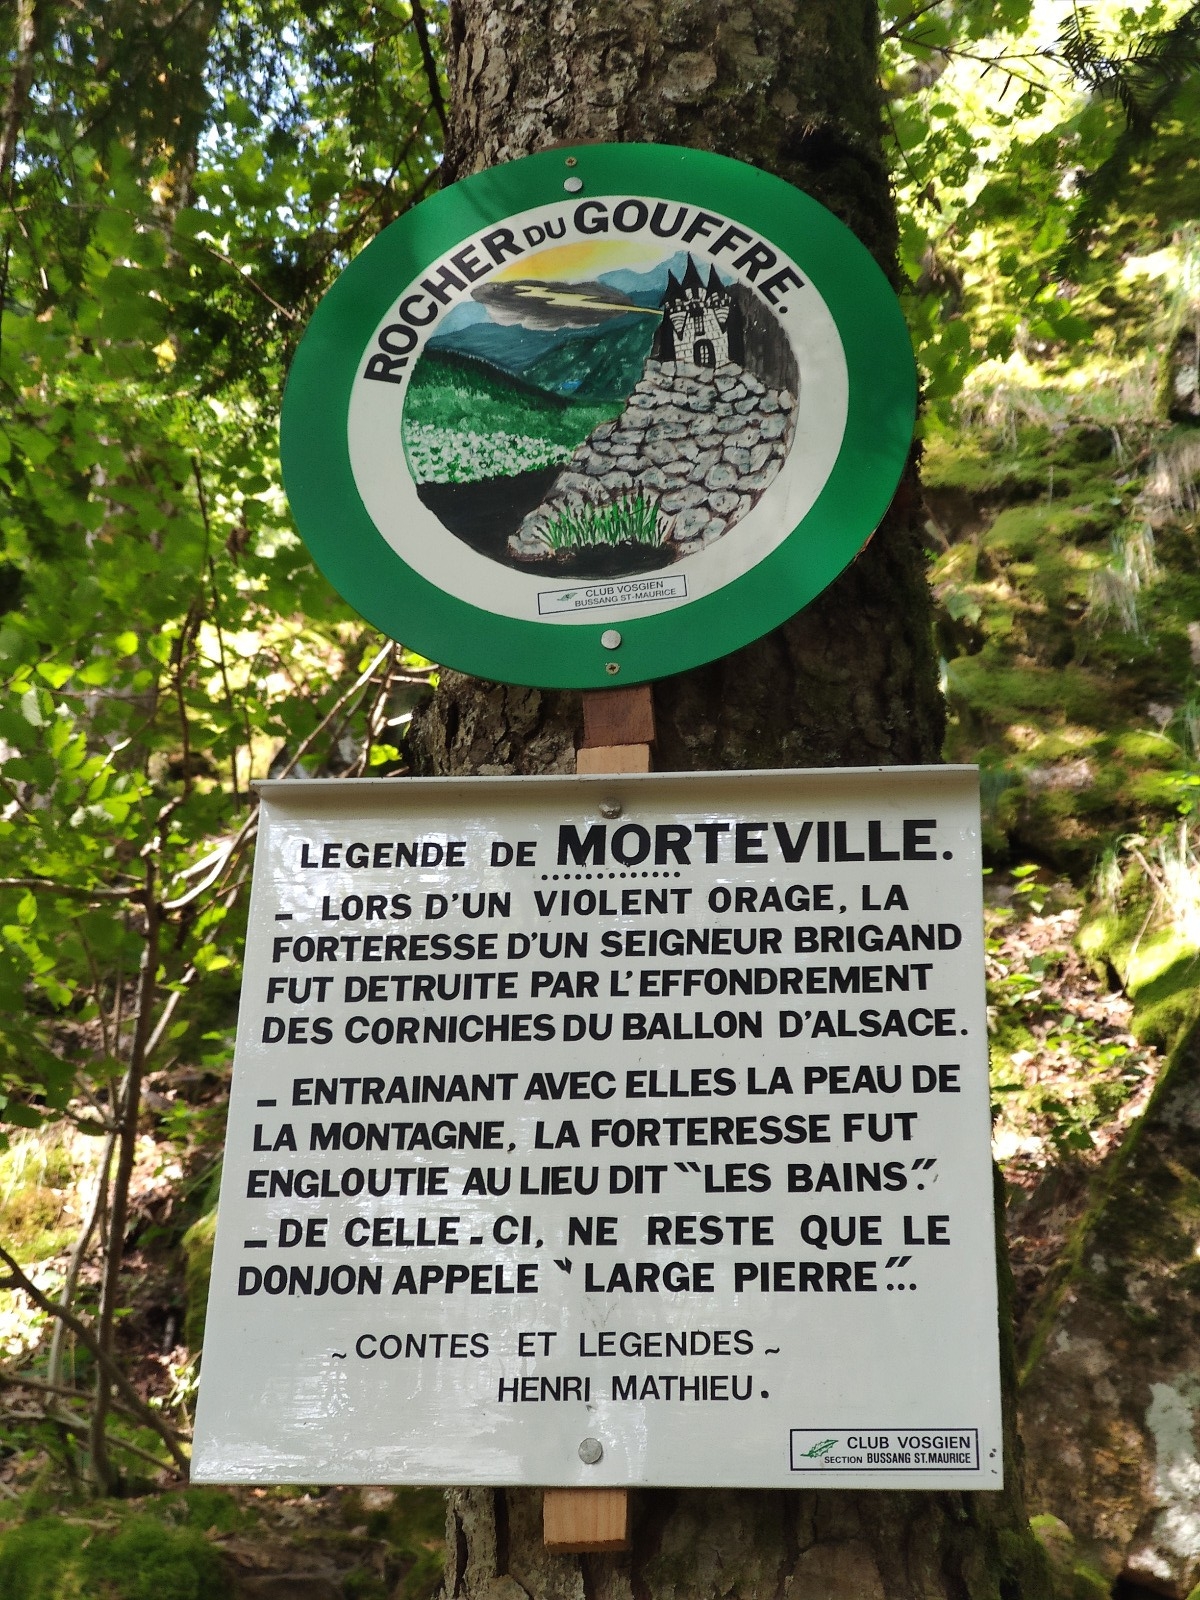 ROCHER DU GOUFFRE.
CLUB VOSGIEN
BUSSANG ST-MAURICE
LEGENDE DE MORTEVILLE.
_ LORS D'UN VIOLENT ORAGE, LA
FORTERESSE D'UN SEIGNEUR BRIGAND
FUT DETRUITE PAR L'EFFONDREMENT
DES CORNICHES DU BALLON D'ALSACE.
_ ENTRAINANT AVEC ELLES LA PEAU DE
LA MONTAGNE, LA FORTERESSE FUT
ENGLOUTIE AU LIEU DIT "LES BAINS".
_ DE CELLE-CI, NE RESTE QUE LE
DONJON APPELE "LARGE PIERRE"...
~ CONTES ET LEGENDES ~
HENRI MATHIEU.
CLUB VOSGIEN
SECTION BUSSANG ST.MAURICE